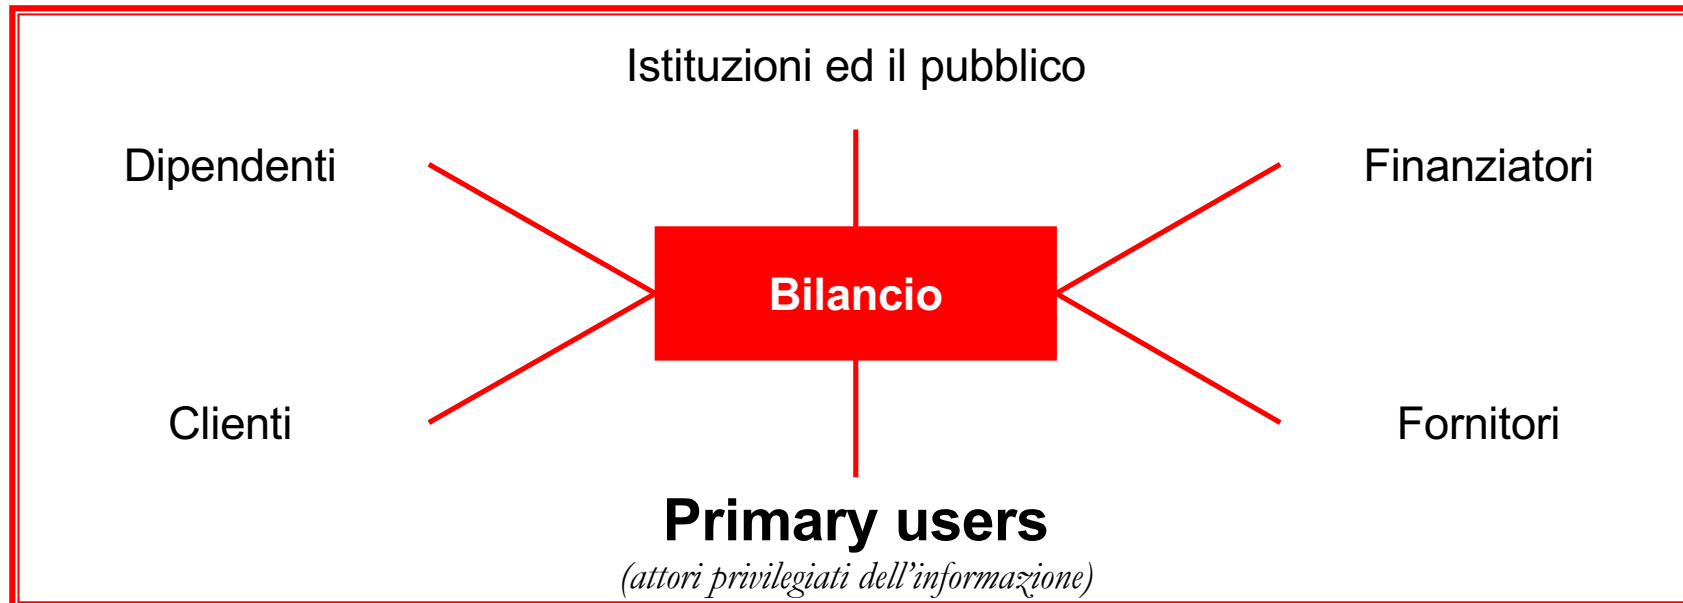 Istituzioni ed il pubblico
Dipendenti
Finanziatori
Bilancio
Clienti
Fornitori
Primary users
(attori privilegiati dell’informazione)